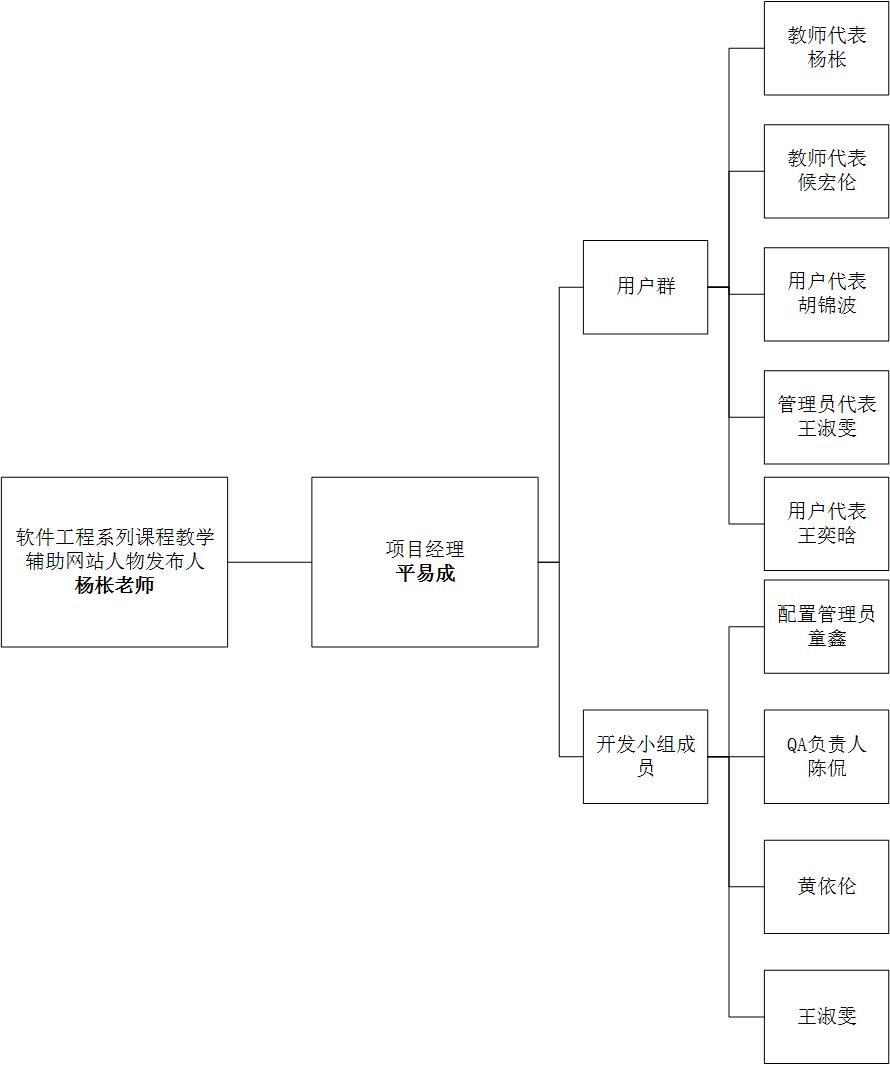 教师代表
杨枨
教师代表
候宏伦
用户代表
胡锦波
用户群
管理员代表
王淑雯
用户代表
王奕晗
软件工程系列课程教学
辅助网站人物发布人
杨枨老师
项目经理
平易成
配置管理员
童鑫
开发小组成
员
QA负责人
陈侃
黄依伦
王淑雯